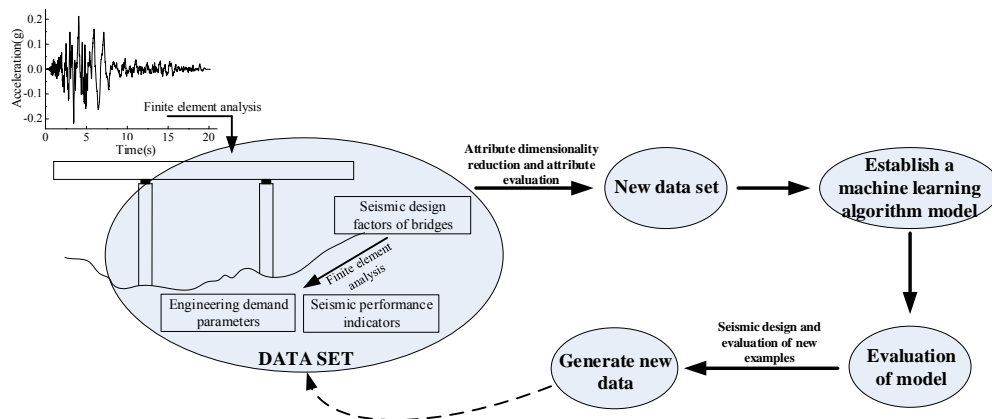 0.2
0.1
0.0
-0.1
-0.2
Acceleration(g)
0 5 10 15 20
Time(s)
Finite element analysis
Seismic design
factors of bridges
Finite element
analysis
Engineering demand
parameters
Seismic performance
indicators
DATA SET
Attribute dimensionality
reduction and attribute
evaluation
New data set
Establish a
machine learning
algorithm model
Evaluation
of model
Seismic design and
evaluation of new
examples
Generate new
data